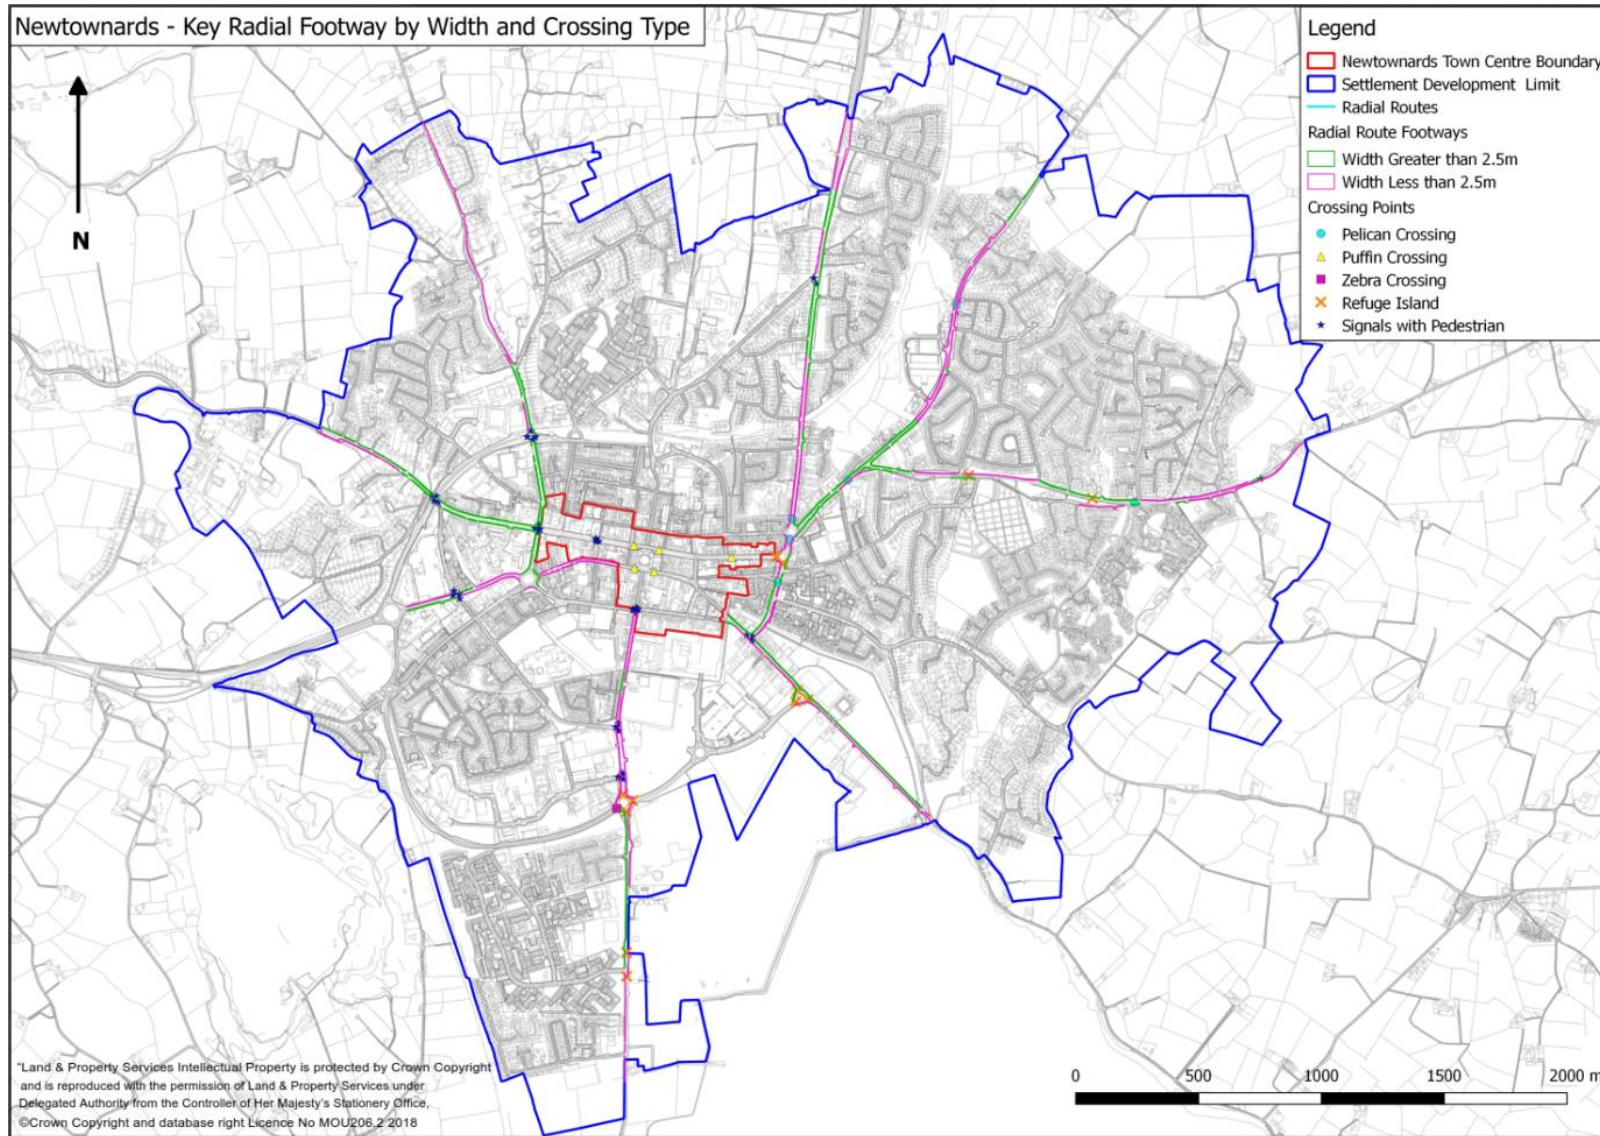 Newtownards - Key Radial Footway by Width and Crossing Type
N
Legend
Newtownards Town Centre Boundary
Settlement Development Limit
Radial Routes
Radial Route Footways
Width Greater than 2.5m
Width Less than 2.5m
Crossing Points
Pelican Crossing
Puffin Crossing
Zebra Crossing
Refuge Island
Signals with Pedestrian
"Land & Property Services Intellectual Property is protected by Crown Copyright
and is reproduced with the permission of Land & Property Services under
Delegated Authority from the Controller of Her Majesty's Stationery Office,
©Crown Copyright and database right Licence No MOU206.2 2018
0 500 1000 1500 2000 m